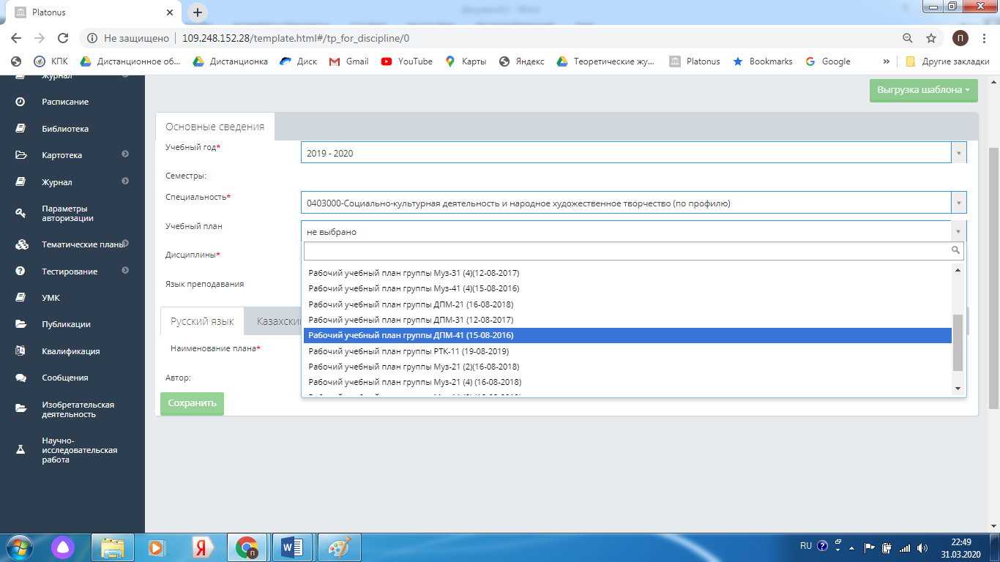 Platonus
Не защищено | 109.248.152.28/template.html#/tp_for_discipline/0
П
КПК Дистанционное об... Дистанционка Диск Gmail YouTube Карты Яндекс Теоретические жу... Platonus Bookmarks Google » Другие закладки
Журнал
Расписание
Библиотека
Картотека
Журнал
Параметры
авторизации
Тематические планы
Тестирование
УМК
Публикации
Квалификация
Сообщения
Изобретательская
деятельность
Научно-
исследовательская
работа
Выгрузка шаблона
Основные сведения
Учебный год*
2019 - 2020
Семестры:
Специальность*
0403000-Социально-культурная деятельность и народное художественное творчество (по профилю)
Учебный план
не выбрано
Дисциплины*
Язык преподавания
Рабочий учебный план группы Муз-31 (4)(12-08-2017)
Рабочий учебный план группы Муз-41 (4)(15-08-2016)
Рабочий учебный план группы ДПМ-21 (16-08-2018)
Рабочий учебный план группы ДПМ-31 (12-08-2017)
Рабочий учебный план группы ДПМ-41 (15-08-2016)
Рабочий учебный план группы РТК-11 (19-08-2019)
Рабочий учебный план группы Муз-21 (2)(16-08-2018)
Рабочий учебный план группы Муз-21 (4) (16-08-2018)
Русский язык
Казахски
Наименование плана*
Автор:
Сохранить
RU
22:49
31.03.2020